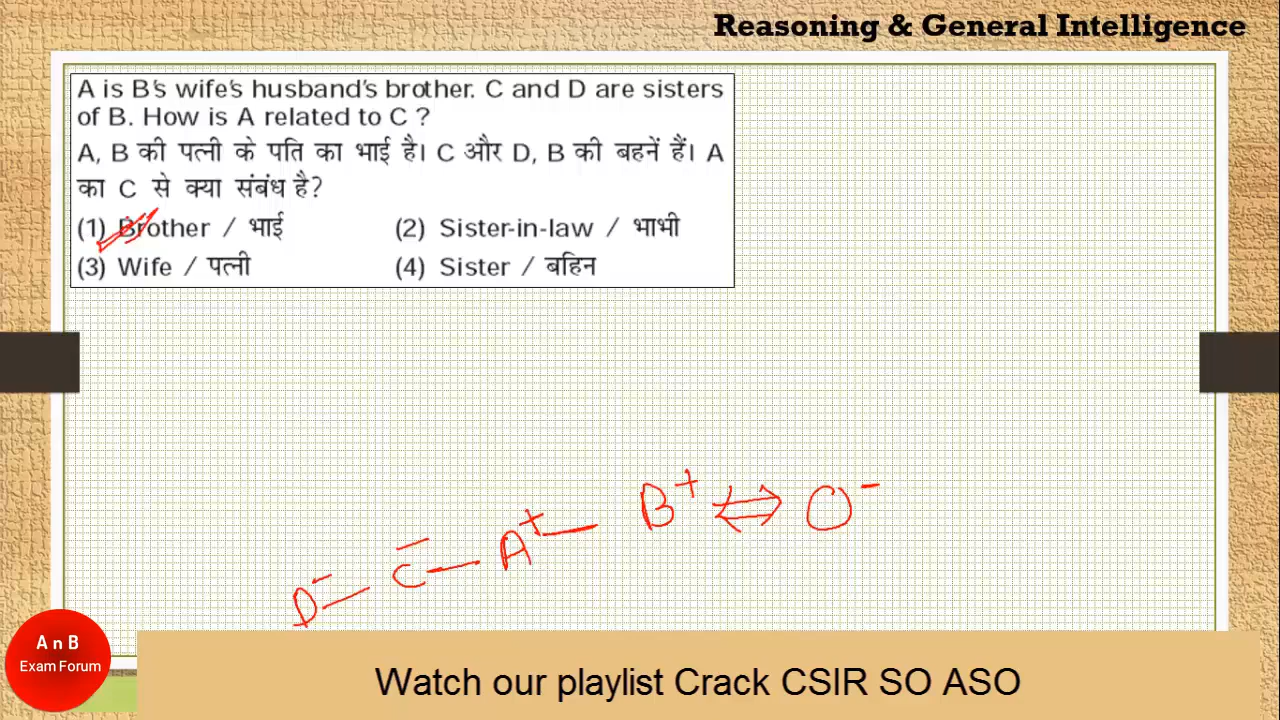 Reasoning & General Intelligence
A is B's wife's husband's brother. C and D are sisters
of B. How is A related to C ?
A, B की पत्नी के पति का भाई है। C और D, B की बहनें हैं। A
का C से क्या संबंध है?
(1) Brother / भाई (2) Sister-in-law / भाभी
(3) Wife / पत्नी (4) Sister / बहिन
D⁻ — C⁻ — A⁺ — B⁺ ⇔ O⁻
A n B
Exam Forum
Watch our playlist Crack CSIR SO ASO